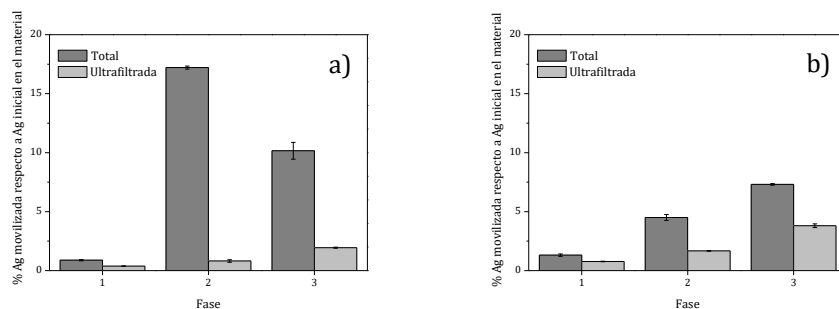 % Ag movilizada respecto a Ag inicial en el material
20
15
10
5
0
Total
Ultrafiltrada
a)
1
2
3
Fase
% Ag movilizada respecto a Ag inicial en el material
20
15
10
5
0
Total
Ultrafiltrada
b)
1
2
3
Fase